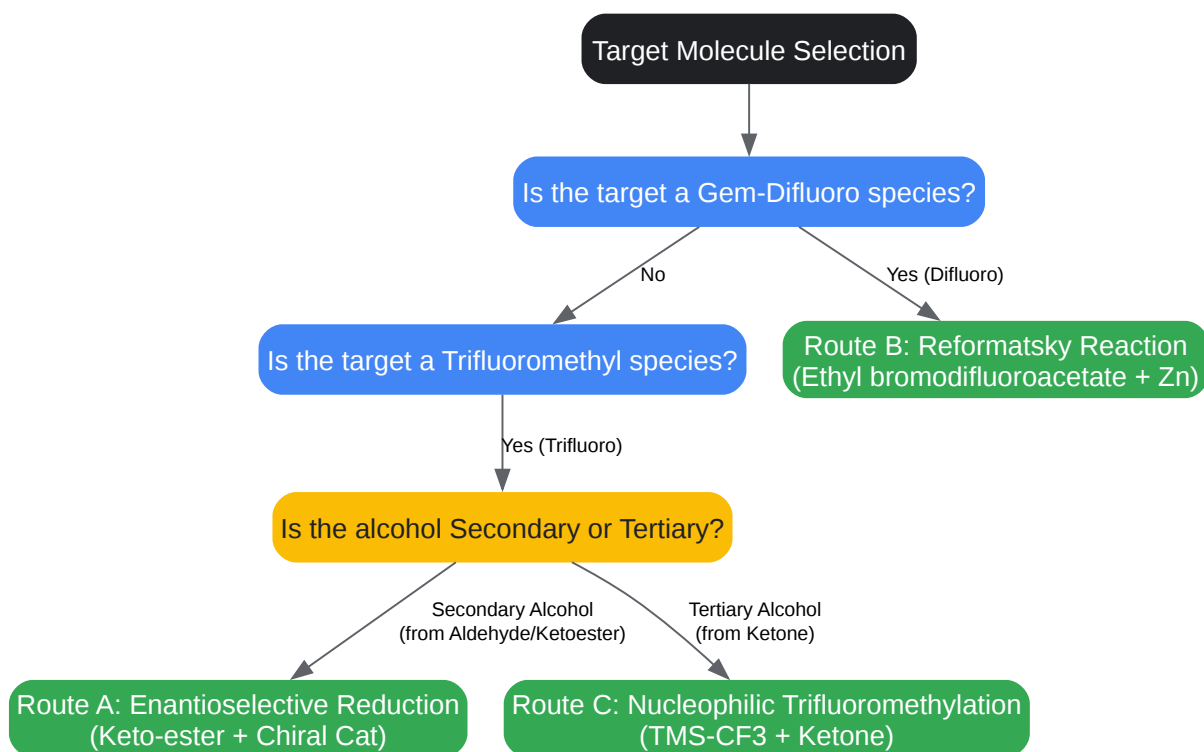 Target Molecule Selection
Is the target a Gem-Difluoro species?
No
Yes (Difluoro)
Is the target a Trifluoromethyl species?
Route B: Reformatsky Reaction
(Ethyl bromodifluoroacetate + Zn)
Yes (Trifluoro)
Is the alcohol Secondary or Tertiary?
Secondary Alcohol
(from Aldehyde/Ketoester)
Tertiary Alcohol
(from Ketone)
Route A: Enantioselective Reduction
(Keto-ester + Chiral Cat)
Route C: Nucleophilic Trifluoromethylation
(TMS-CF3 + Ketone)